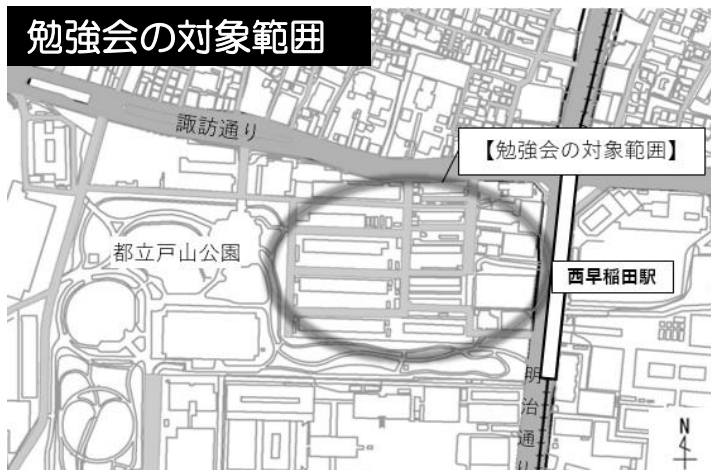 勉強会の対象範囲
諏訪通り
【勉強会の対象範囲】
都立戸山公園
西早稲田駅
明治通り
N